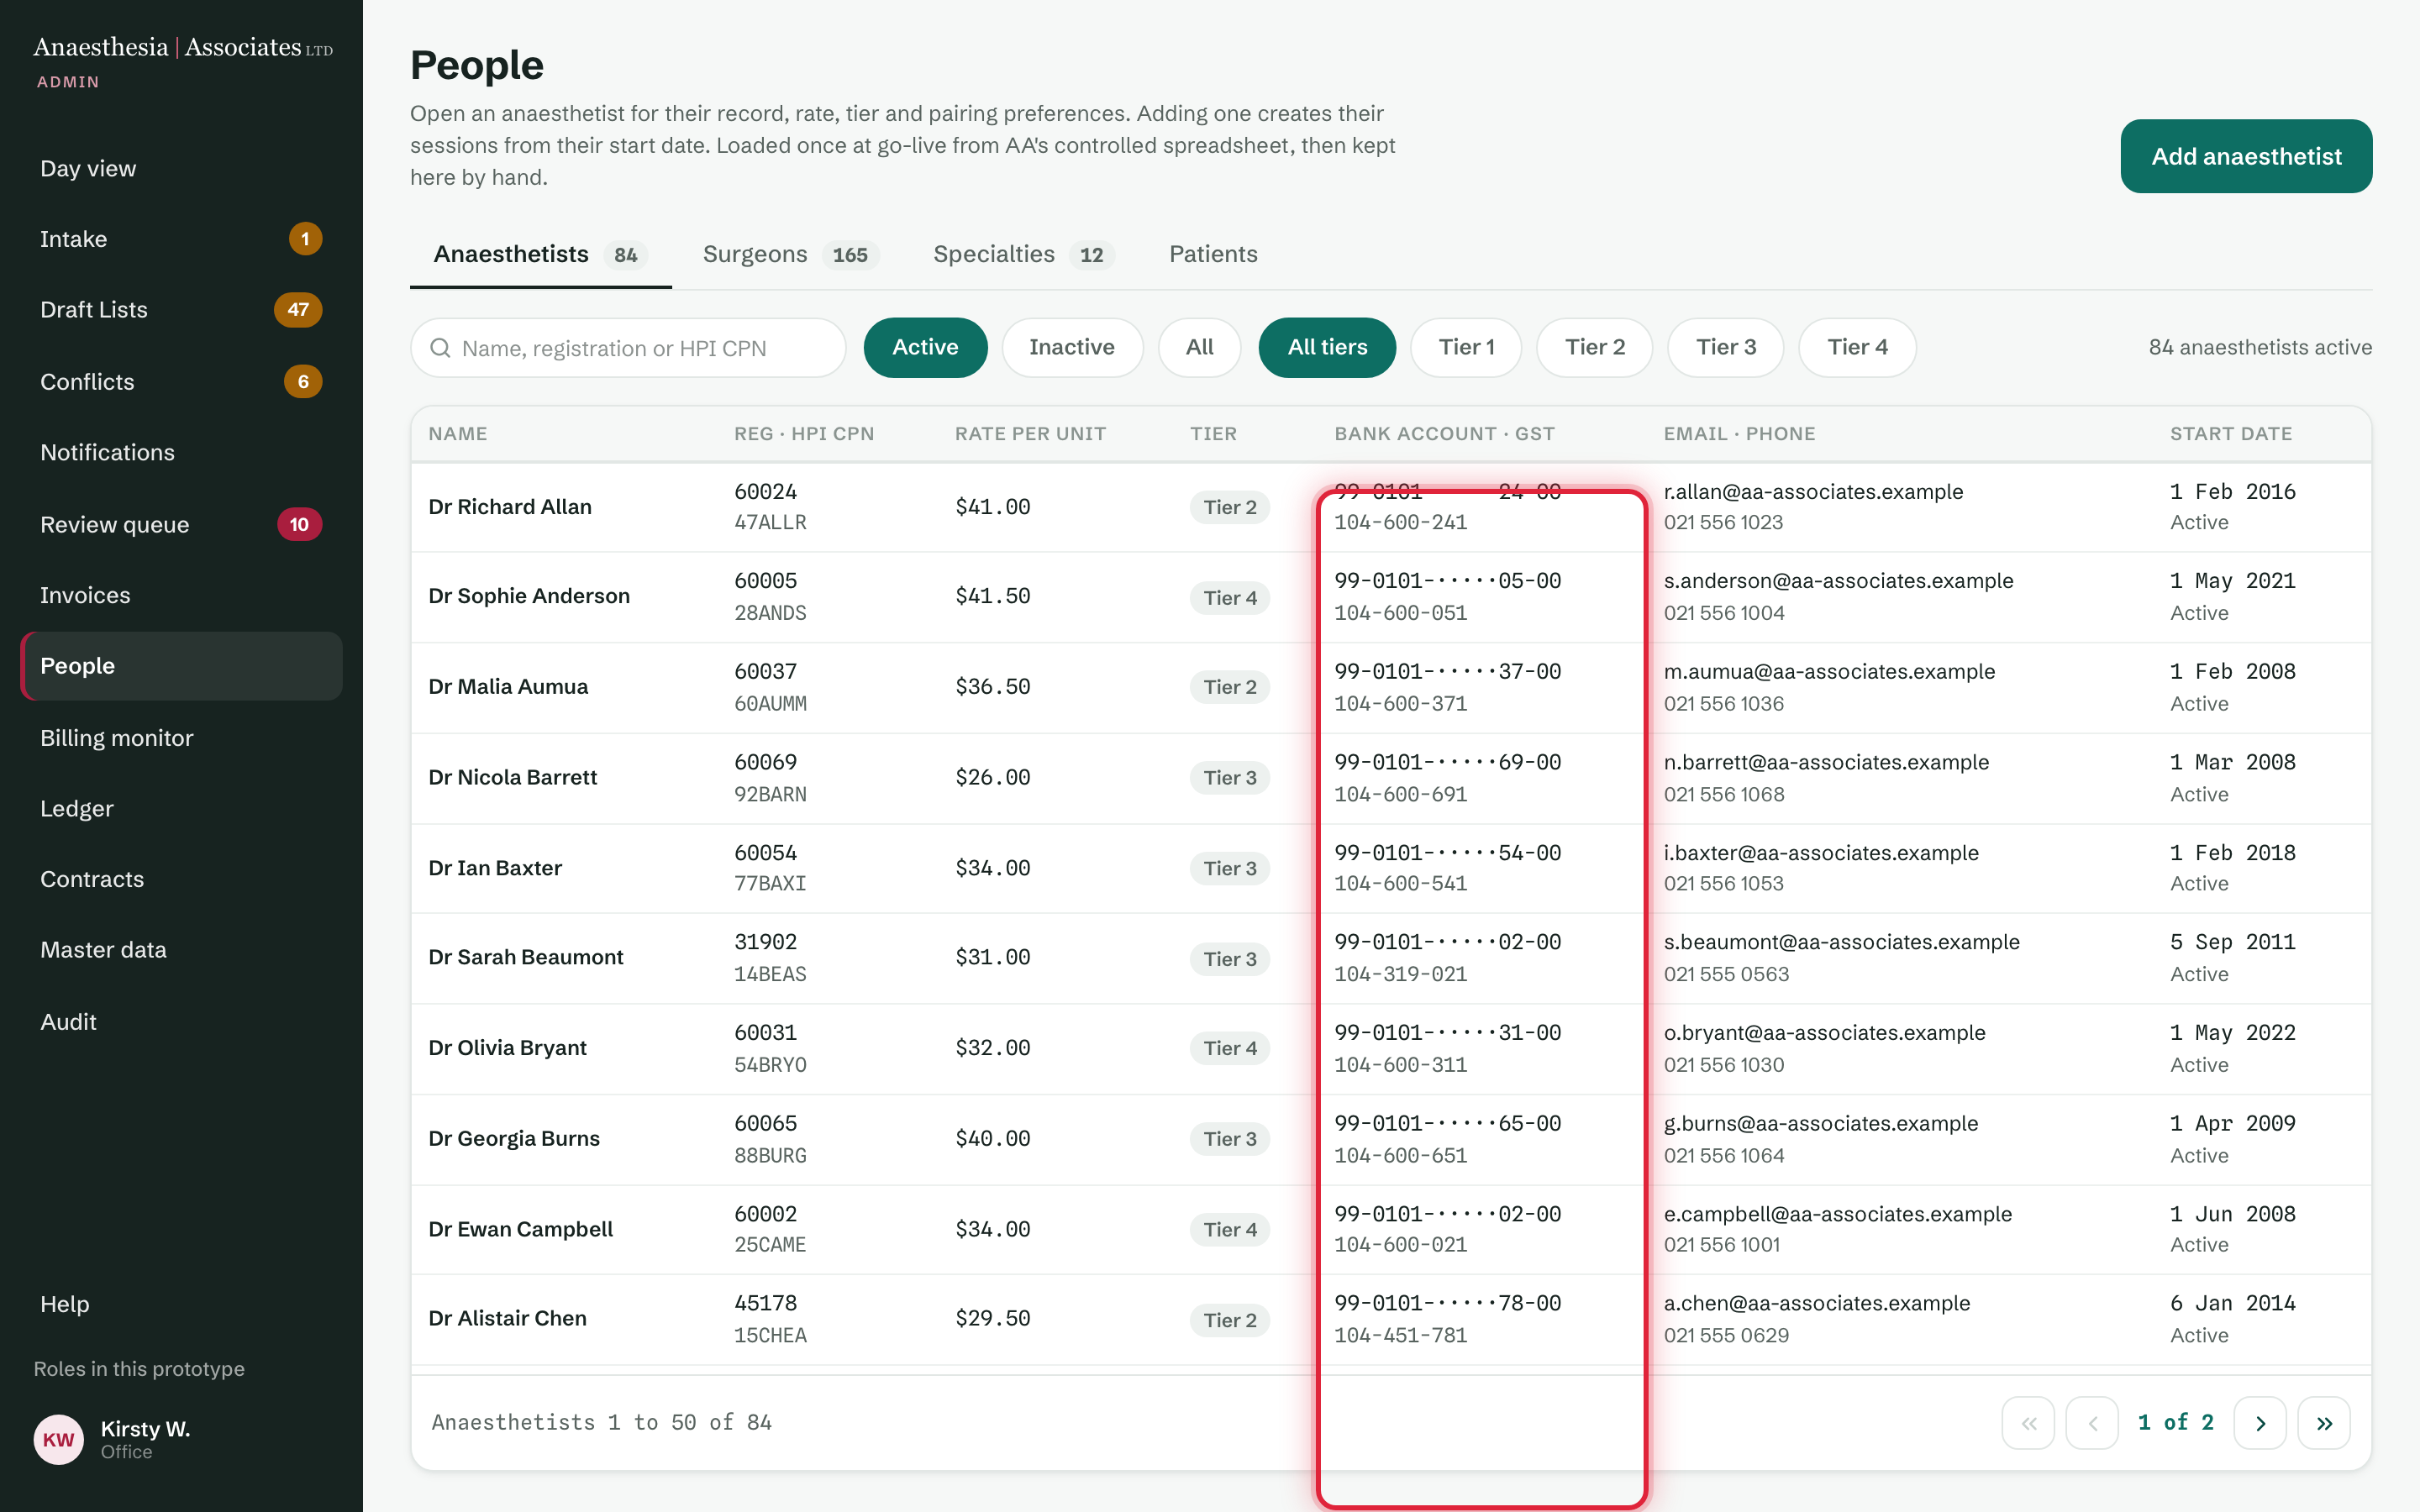 Anaesthesia | Associates LTD
ADMIN
Day view
Intake 1
Draft Lists 47
Conflicts 6
Notifications
Review queue 10
Invoices
People
Billing monitor
Ledger
Contracts
Master data
Audit
Help
Roles in this prototype
KW Kirsty W.
Office
People
Open an anaesthetist for their record, rate, tier and pairing preferences. Adding one creates their
sessions from their start date. Loaded once at go-live from AA's controlled spreadsheet, then kept
here by hand.
Add anaesthetist
Anaesthetists 84 Surgeons 165 Specialties 12 Patients
Name, registration or HPI CPN Active Inactive All All tiers Tier 1 Tier 2 Tier 3 Tier 4 84 anaesthetists active
NAME REG · HPI CPN RATE PER UNIT TIER BANK ACCOUNT · GST EMAIL · PHONE START DATE
Dr Richard Allan 60024 $41.00 Tier 2 99-0101-·····24-00 r.allan@aa-associates.example 1 Feb 2016
47ALLR 104-600-241 021 556 1023 Active
Dr Sophie Anderson 60005 $41.50 Tier 4 99-0101-·····05-00 s.anderson@aa-associates.example 1 May 2021
28ANDS 104-600-051 021 556 1004 Active
Dr Malia Aumua 60037 $36.50 Tier 2 99-0101-·····37-00 m.aumua@aa-associates.example 1 Feb 2008
60AUMM 104-600-371 021 556 1036 Active
Dr Nicola Barrett 60069 $26.00 Tier 3 99-0101-·····69-00 n.barrett@aa-associates.example 1 Mar 2008
92BARN 104-600-691 021 556 1068 Active
Dr Ian Baxter 60054 $34.00 Tier 3 99-0101-·····54-00 i.baxter@aa-associates.example 1 Feb 2018
77BAXI 104-600-541 021 556 1053 Active
Dr Sarah Beaumont 31902 $31.00 Tier 3 99-0101-·····02-00 s.beaumont@aa-associates.example 5 Sep 2011
14BEAS 104-319-021 021 555 0563 Active
Dr Olivia Bryant 60031 $32.00 Tier 4 99-0101-·····31-00 o.bryant@aa-associates.example 1 May 2022
54BRYO 104-600-311 021 556 1030 Active
Dr Georgia Burns 60065 $40.00 Tier 3 99-0101-·····65-00 g.burns@aa-associates.example 1 Apr 2009
88BURG 104-600-651 021 556 1064 Active
Dr Ewan Campbell 60002 $34.00 Tier 4 99-0101-·····02-00 e.campbell@aa-associates.example 1 Jun 2008
25CAME 104-600-021 021 556 1001 Active
Dr Alistair Chen 45178 $29.50 Tier 2 99-0101-·····78-00 a.chen@aa-associates.example 6 Jan 2014
15CHEA 104-451-781 021 555 0629 Active
Anaesthetists 1 to 50 of 84 « ‹ 1 of 2 › »